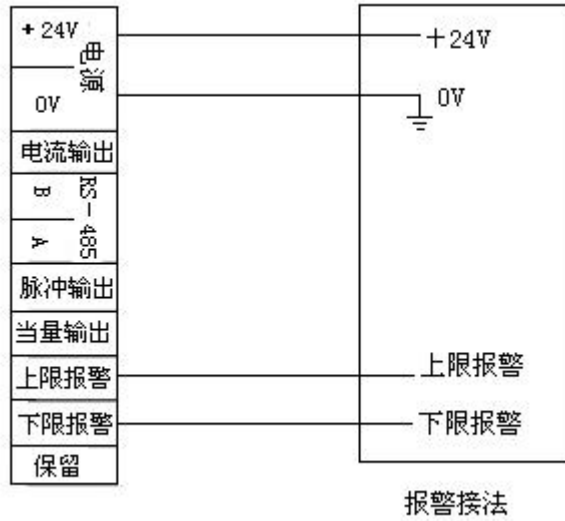 +24V
电源
0V
电流输出
B
A
RS-485
脉冲输出
当量输出
上限报警
下限报警
保留
+24V
0V
上限报警
下限报警
报警接法